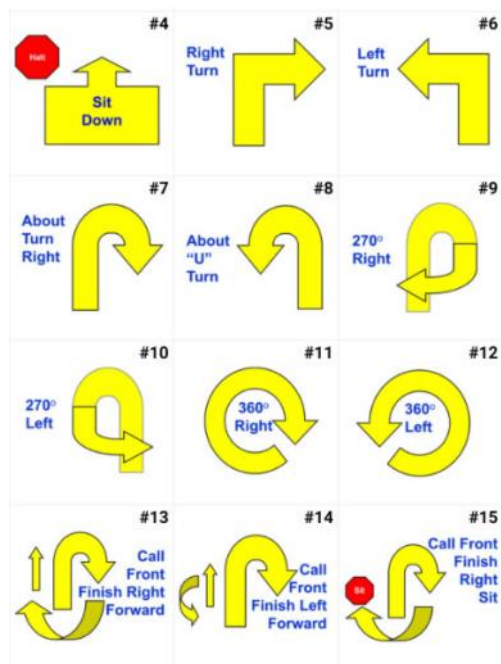 #4
Halt
Sit
Down
#5
Right
Turn
#6
Left
Turn
#7
About
Turn
Right
#8
About
“U”
Turn
#9
270°
Right
#10
270°
Left
#11
360°
Right
#12
360°
Left
#13
Call
Front
Finish Right
Forward
#14
Call
Front
Finish Left
Forward
#15
Call Front
Finish
Right
Sit
Sit